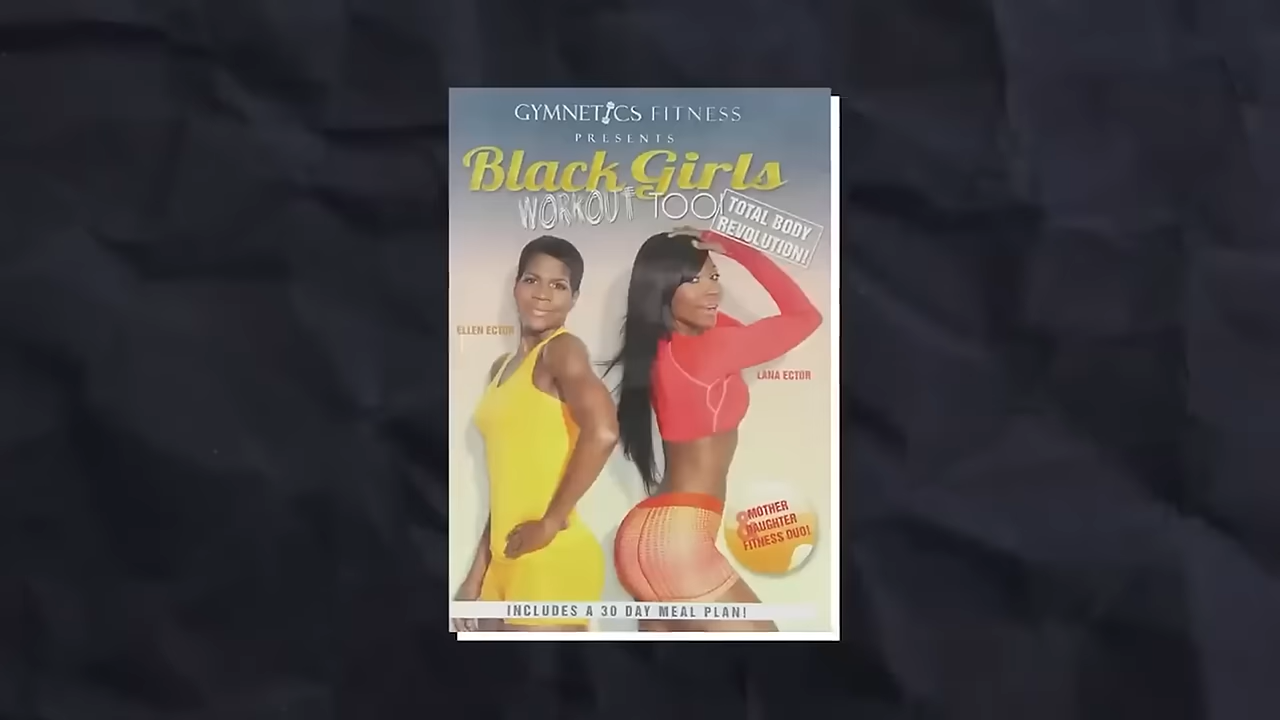 GYMNETICS FITNESS
PRESENTS
Black Girls
WORKOUT TOO!
TOTAL BODY
REVOLUTION!
ELLEN ECTOR
LANA ECTOR
MOTHER
& DAUGHTER
FITNESS DUO!
INCLUDES A 30 DAY MEAL PLAN!